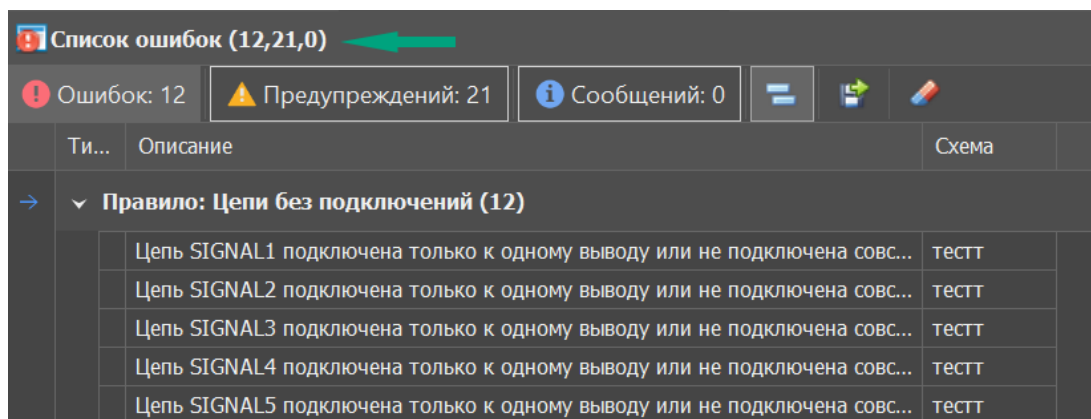 Список ошибок (12,21,0)
Ошибок: 12 Предупреждений: 21 Сообщений: 0
Ти... Описание Схема
Правило: Цепи без подключений (12)
Цепь SIGNAL1 подключена только к одному выводу или не подключена совс... тестт
Цепь SIGNAL2 подключена только к одному выводу или не подключена совс... тестт
Цепь SIGNAL3 подключена только к одному выводу или не подключена совс... тестт
Цепь SIGNAL4 подключена только к одному выводу или не подключена совс... тестт
Цепь SIGNAL5 подключена только к одному выводу или не подключена совс... тестт